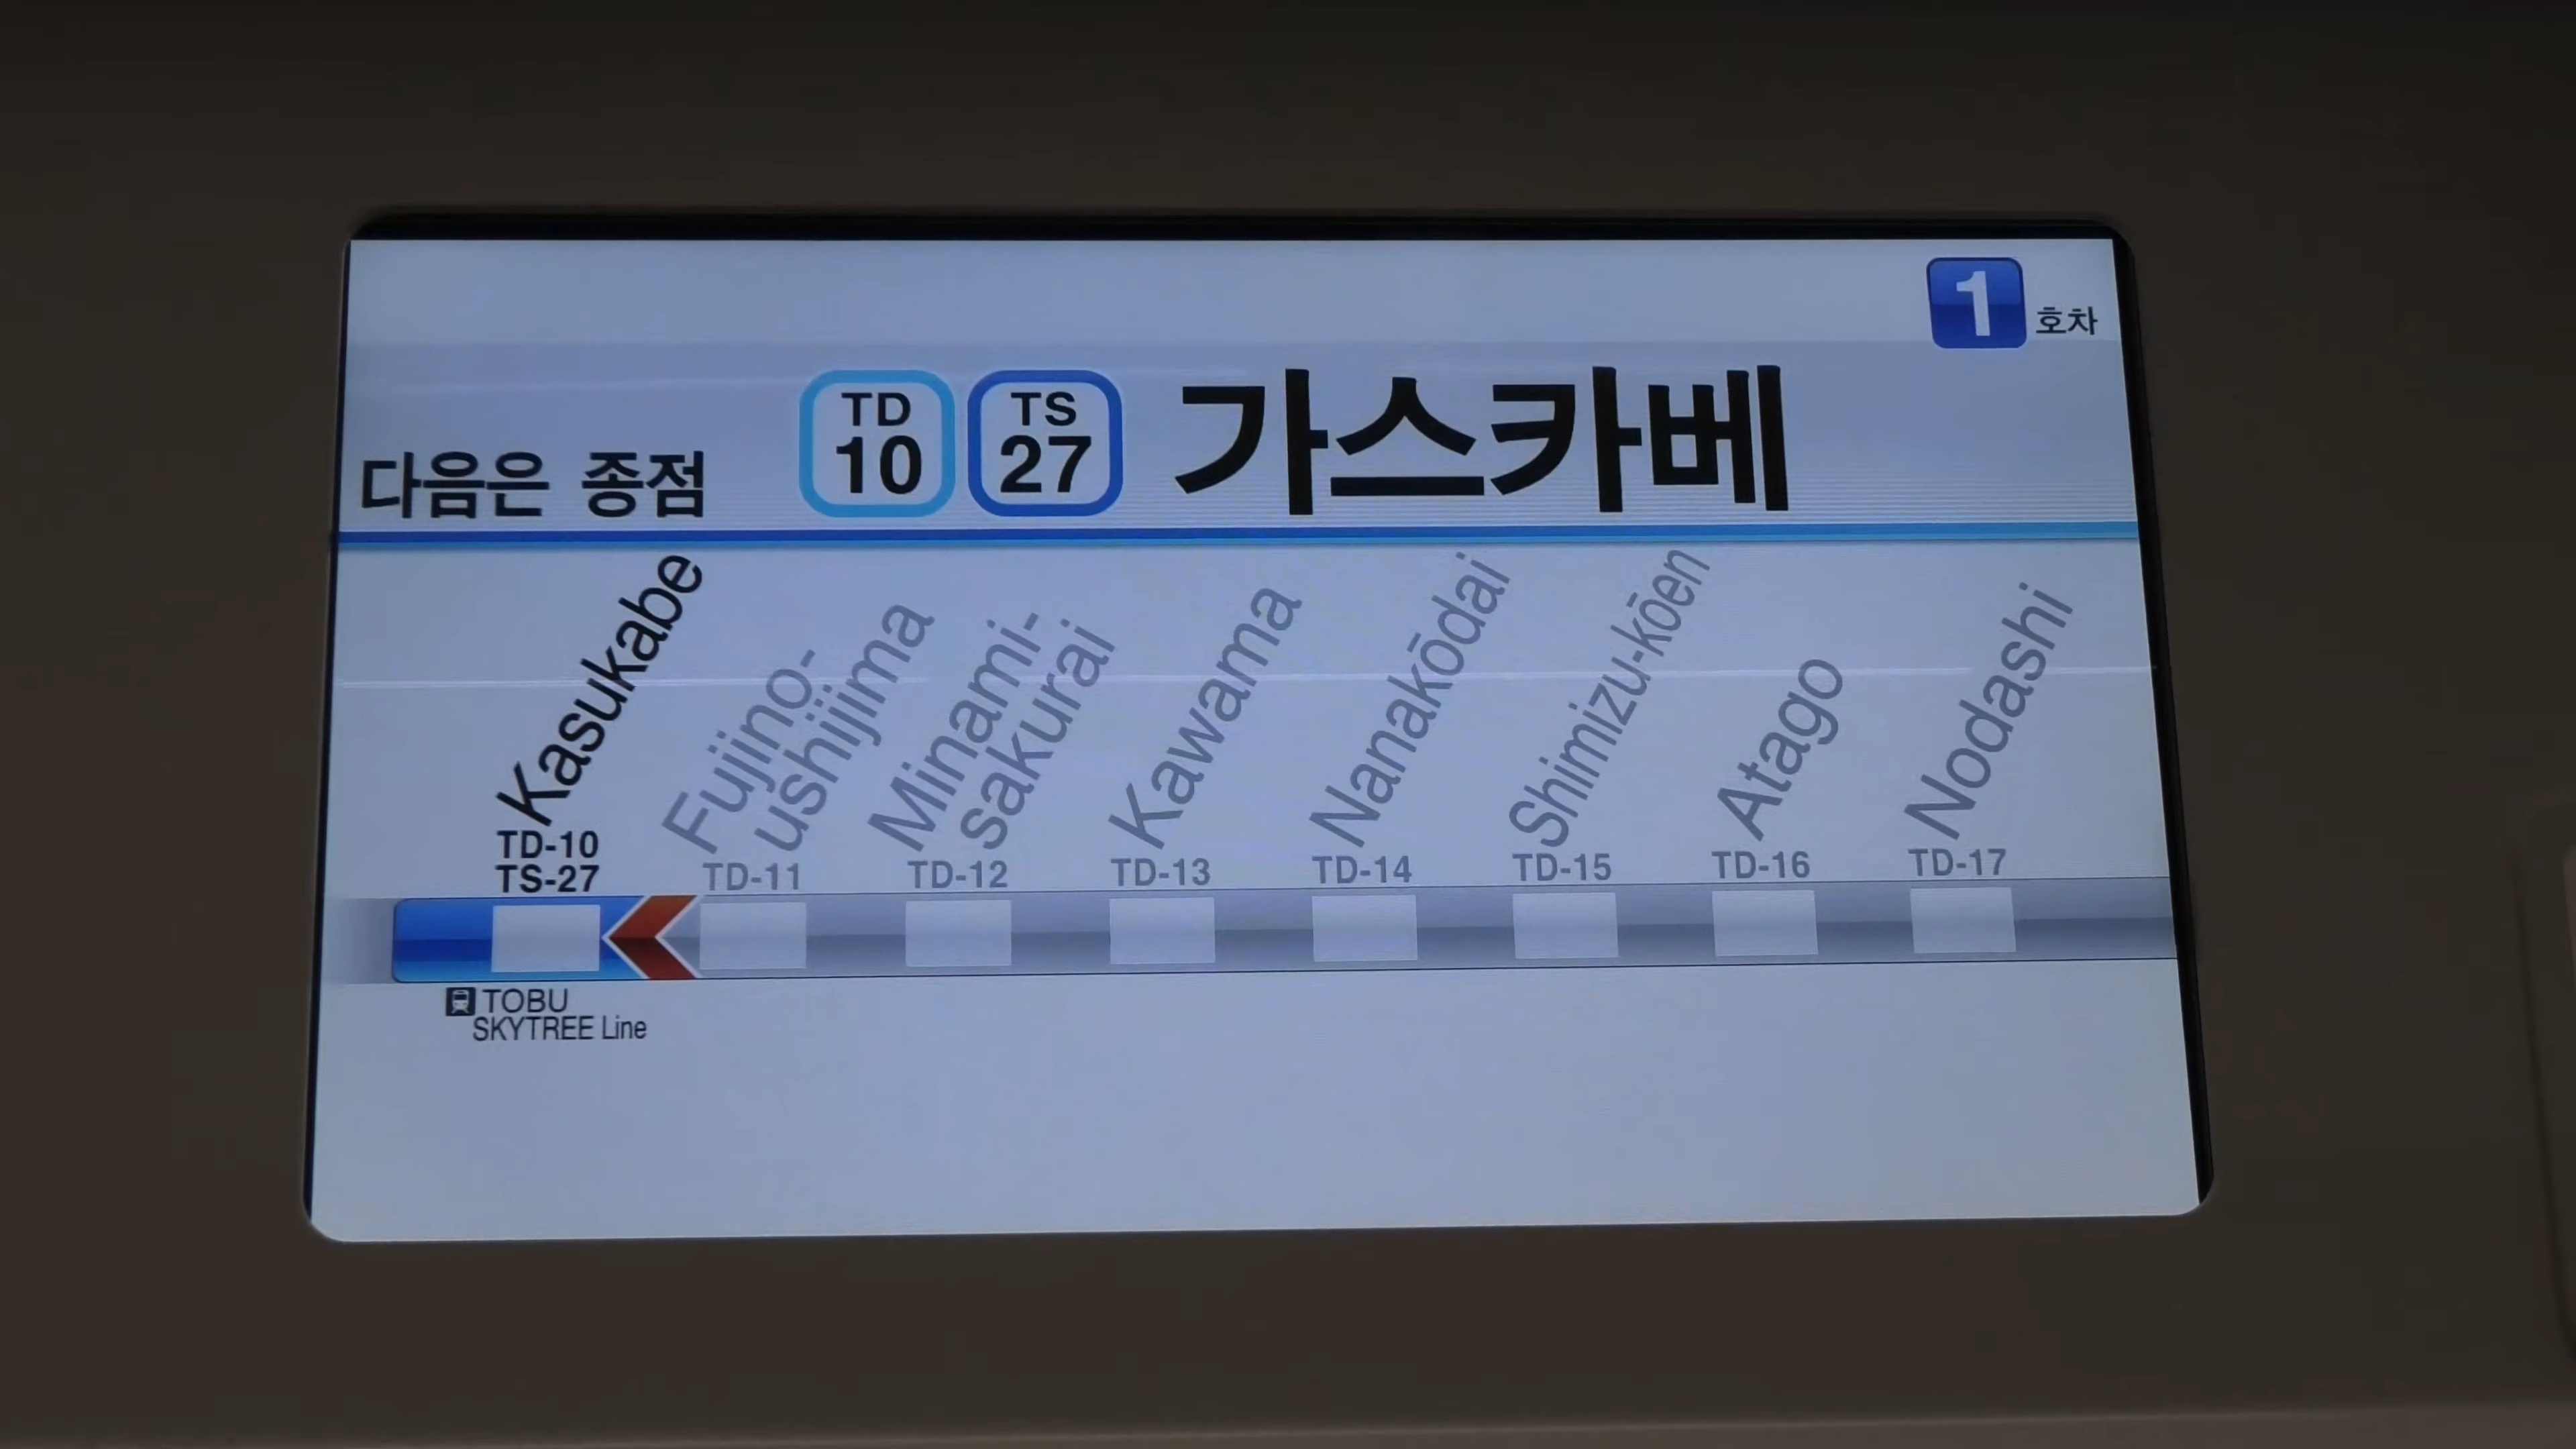 1 호차
다음은 종점 TD 10 TS 27 가스카베
Kasukabe
Fujino-
ushijima
Minami-
sakurai
Kawama
Nanakōdai
Shimizu-kōen
Atago
Nodashi
TD-10
TS-27
TD-11
TD-12
TD-13
TD-14
TD-15
TD-16
TD-17
TOBU
SKYTREE Line